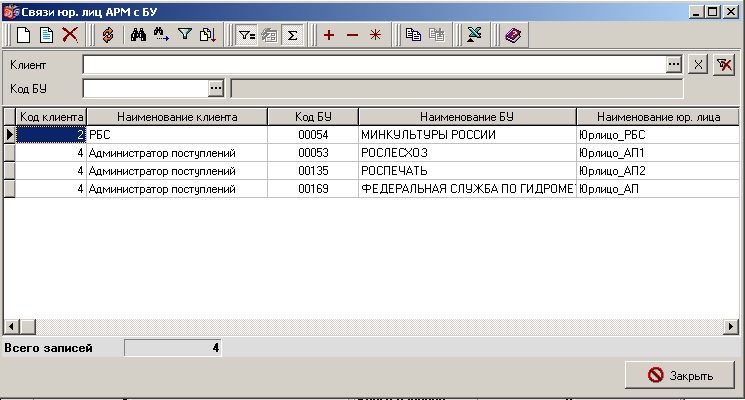 Связи юр. лиц АРМ с БУ
Клиент
Код БУ
Код клиента Наименование клиента Код БУ Наименование БУ Наименование юр. лица
2 РБС 00054 МИНКУЛЬТУРЫ РОССИИ Юрлицо_РБС
4 Администратор поступлений 00053 РОСЛЕСХОЗ Юрлицо_АП1
4 Администратор поступлений 00135 РОСПЕЧАТЬ Юрлицо_АП2
4 Администратор поступлений 00169 ФЕДЕРАЛЬНАЯ СЛУЖБА ПО ГИДРОМЕТ Юрлицо_АП
Всего записей 4
Закрыть